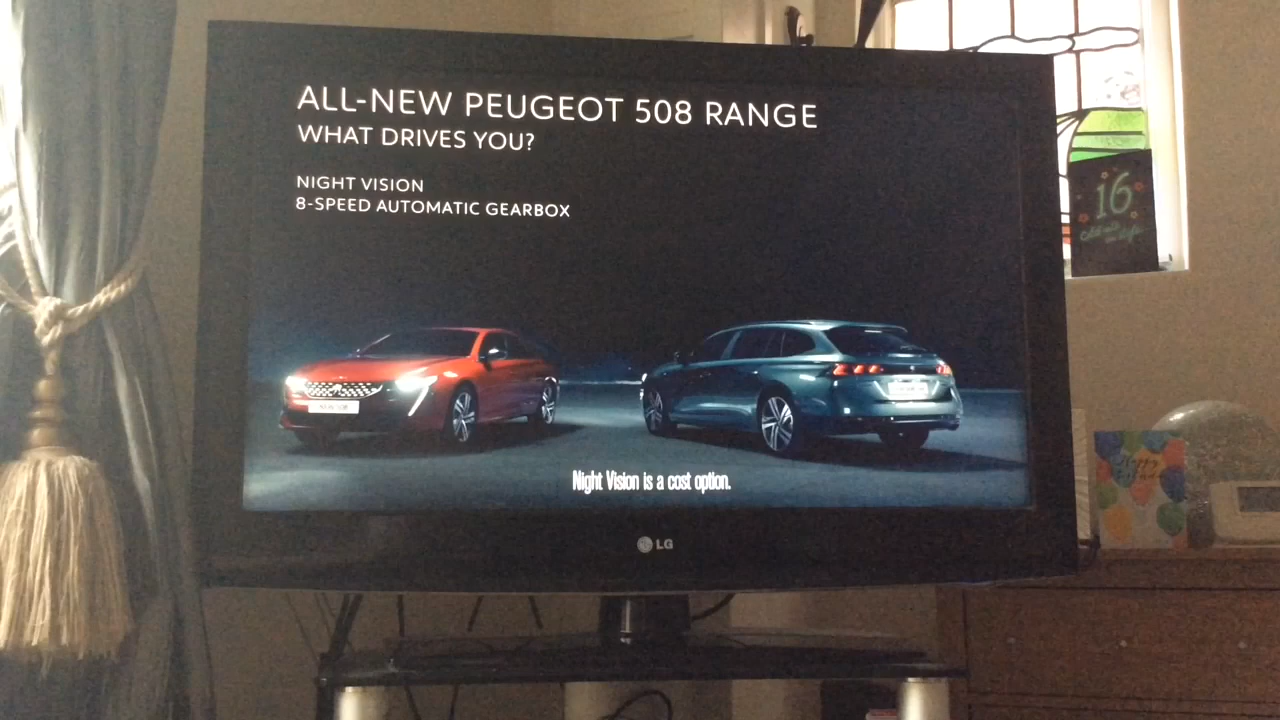 ALL-NEW PEUGEOT 508 RANGE
WHAT DRIVES YOU?
NIGHT VISION
8-SPEED AUTOMATIC GEARBOX
Night Vision is a cost option.
LG
16
Happy